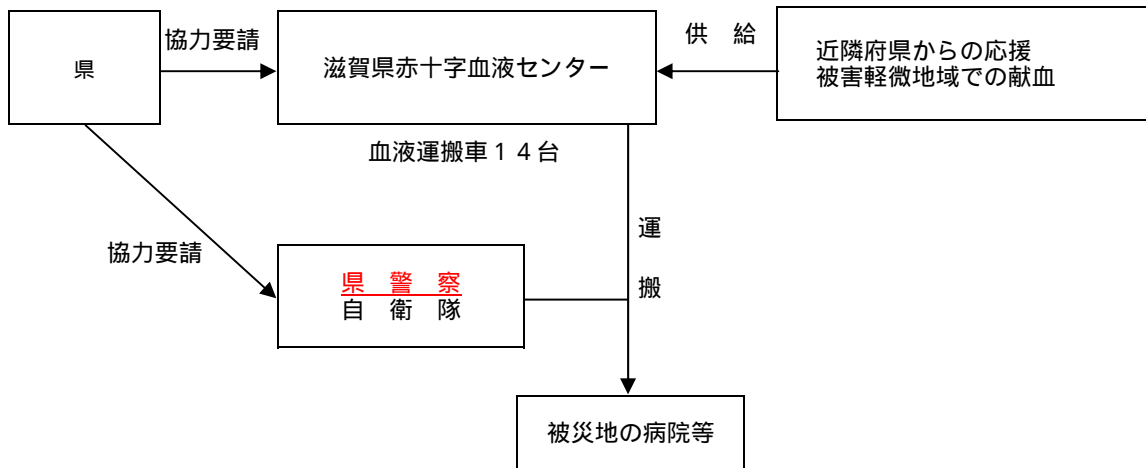 協力要請
県
滋賀県赤十字血液センター
供　給
近隣府県からの応援
被害軽微地域での献血
血液運搬車１４台
運
搬
協力要請
県　警　察
自　衛　隊
被災地の病院等